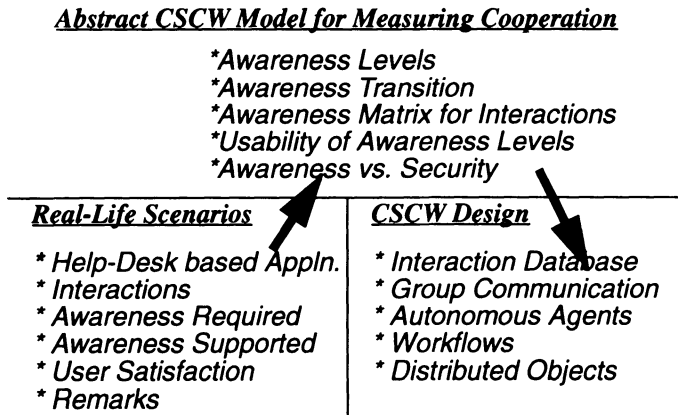 Abstract CSCW Model for Measuring Cooperation
*Awareness Levels
*Awareness Transition
*Awareness Matrix for Interactions
*Usability of Awareness Levels
*Awareness vs. Security
Real-Life Scenarios
* Help-Desk based Appln.
* Interactions
* Awareness Required
* Awareness Supported
* User Satisfaction
* Remarks
CSCW Design
* Interaction Database
* Group Communication
* Autonomous Agents
* Workflows
* Distributed Objects